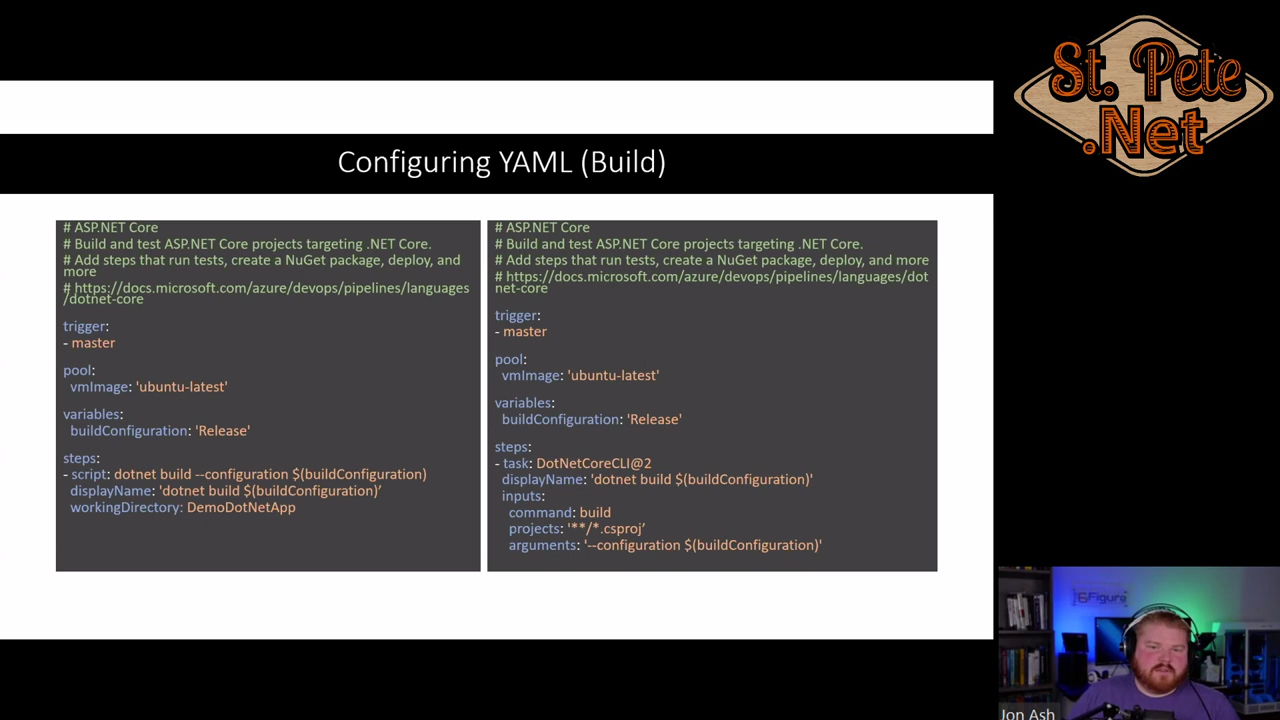 St. Pete
.Net
Configuring YAML (Build)
# ASP.NET Core
# Build and test ASP.NET Core projects targeting .NET Core.
# Add steps that run tests, create a NuGet package, deploy, and
more
# https://docs.microsoft.com/azure/devops/pipelines/languages
/dotnet-core
trigger:
- master
pool:
vmImage: 'ubuntu-latest'
variables:
buildConfiguration: 'Release'
steps:
- script: dotnet build --configuration $(buildConfiguration)
displayName: 'dotnet build $(buildConfiguration)’
workingDirectory: DemoDotNetApp
# ASP.NET Core
# Build and test ASP.NET Core projects targeting .NET Core.
# Add steps that run tests, create a NuGet package, deploy, and more
# https://docs.microsoft.com/azure/devops/pipelines/languages/dot
net-core
trigger:
- master
pool:
vmImage: 'ubuntu-latest'
variables:
buildConfiguration: 'Release'
steps:
- task: DotNetCoreCLI@2
displayName: 'dotnet build $(buildConfiguration)'
inputs:
command: build
projects: '**/*.csproj’
arguments: '--configuration $(buildConfiguration)'
6Figure
Jon Ash